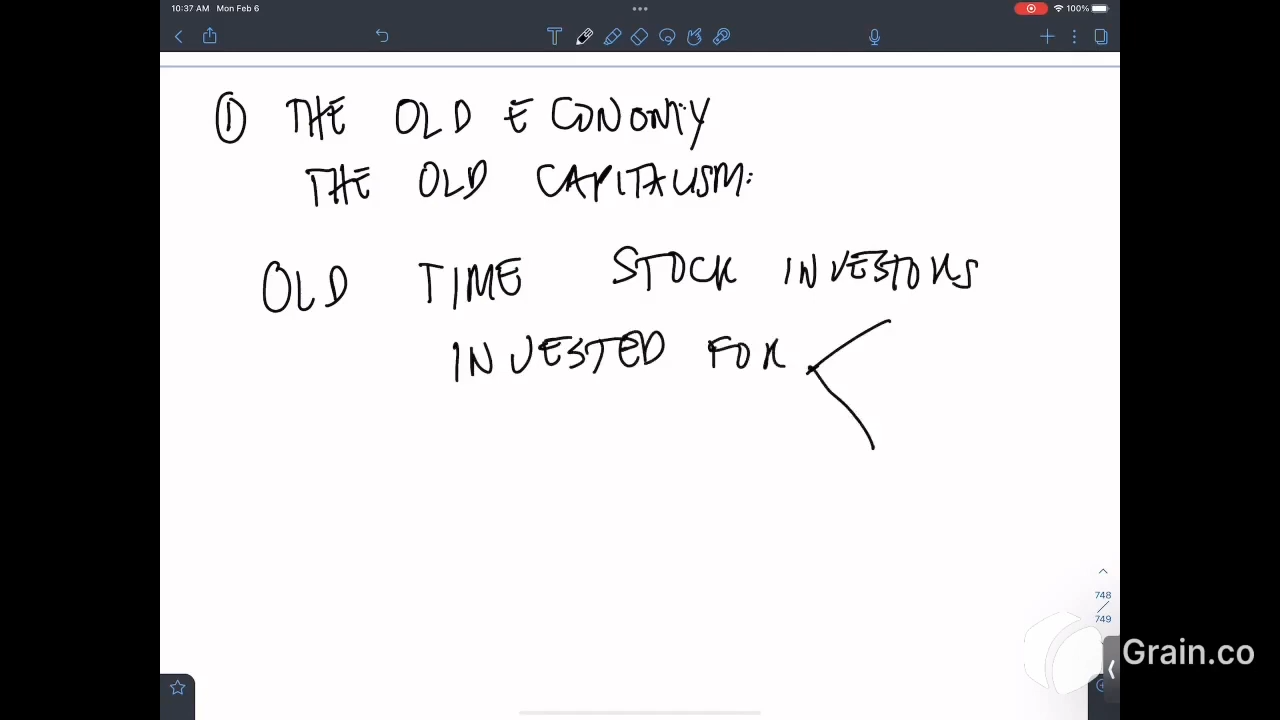 10:37 AM Mon Feb 6
100%
① THE OLD ECONOMY
THE OLD CAPITALISM:
OLD TIME STOCK INVESTORS
INVESTED FOR
748
749
Grain.co